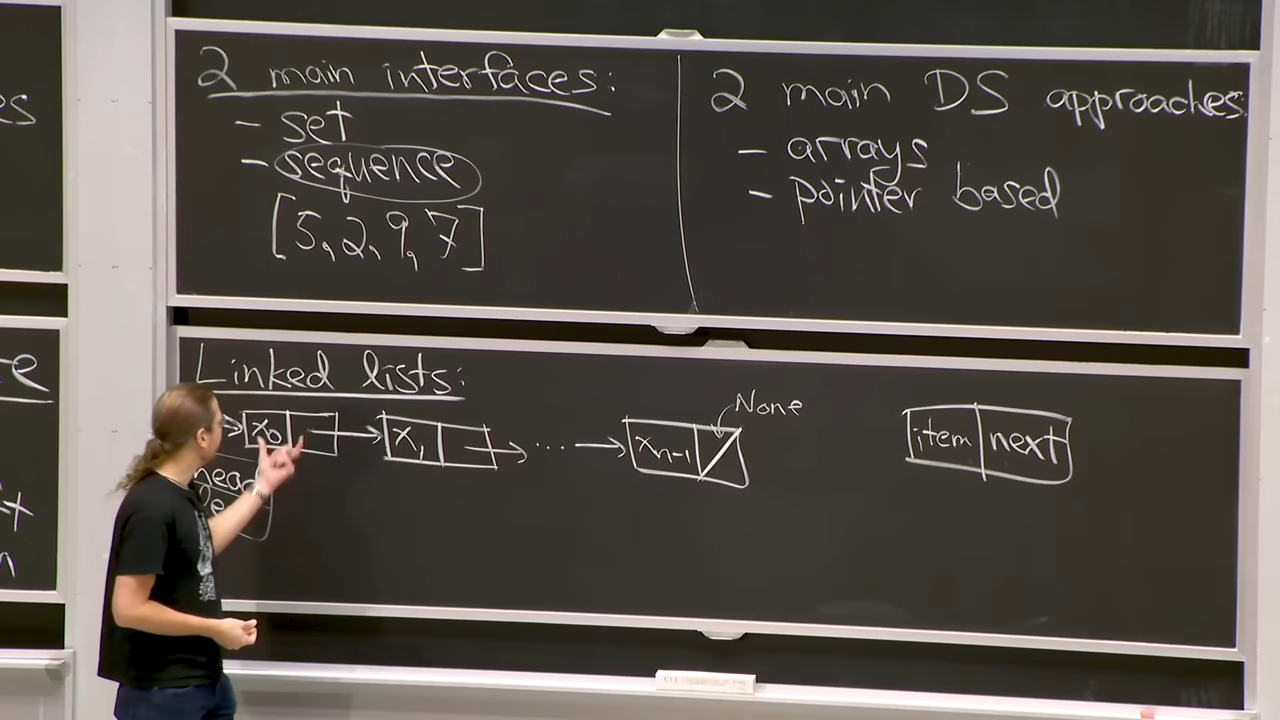 2 main interfaces:
- set
- sequence
[5, 2, 9, 7]
2 main DS approaches:
- arrays
- pointer based
Linked lists:
x0 x1 ... xn-1 None
head
item next